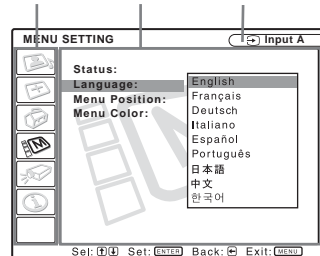 MENU SETTING
Input A
Status:
Language:
Menu Position:
Menu Color:
English
Français
Deutsch
Italiano
Español
Português
日本語
中文
한국어
Sel: Set: ENTER Back: Exit: MENU